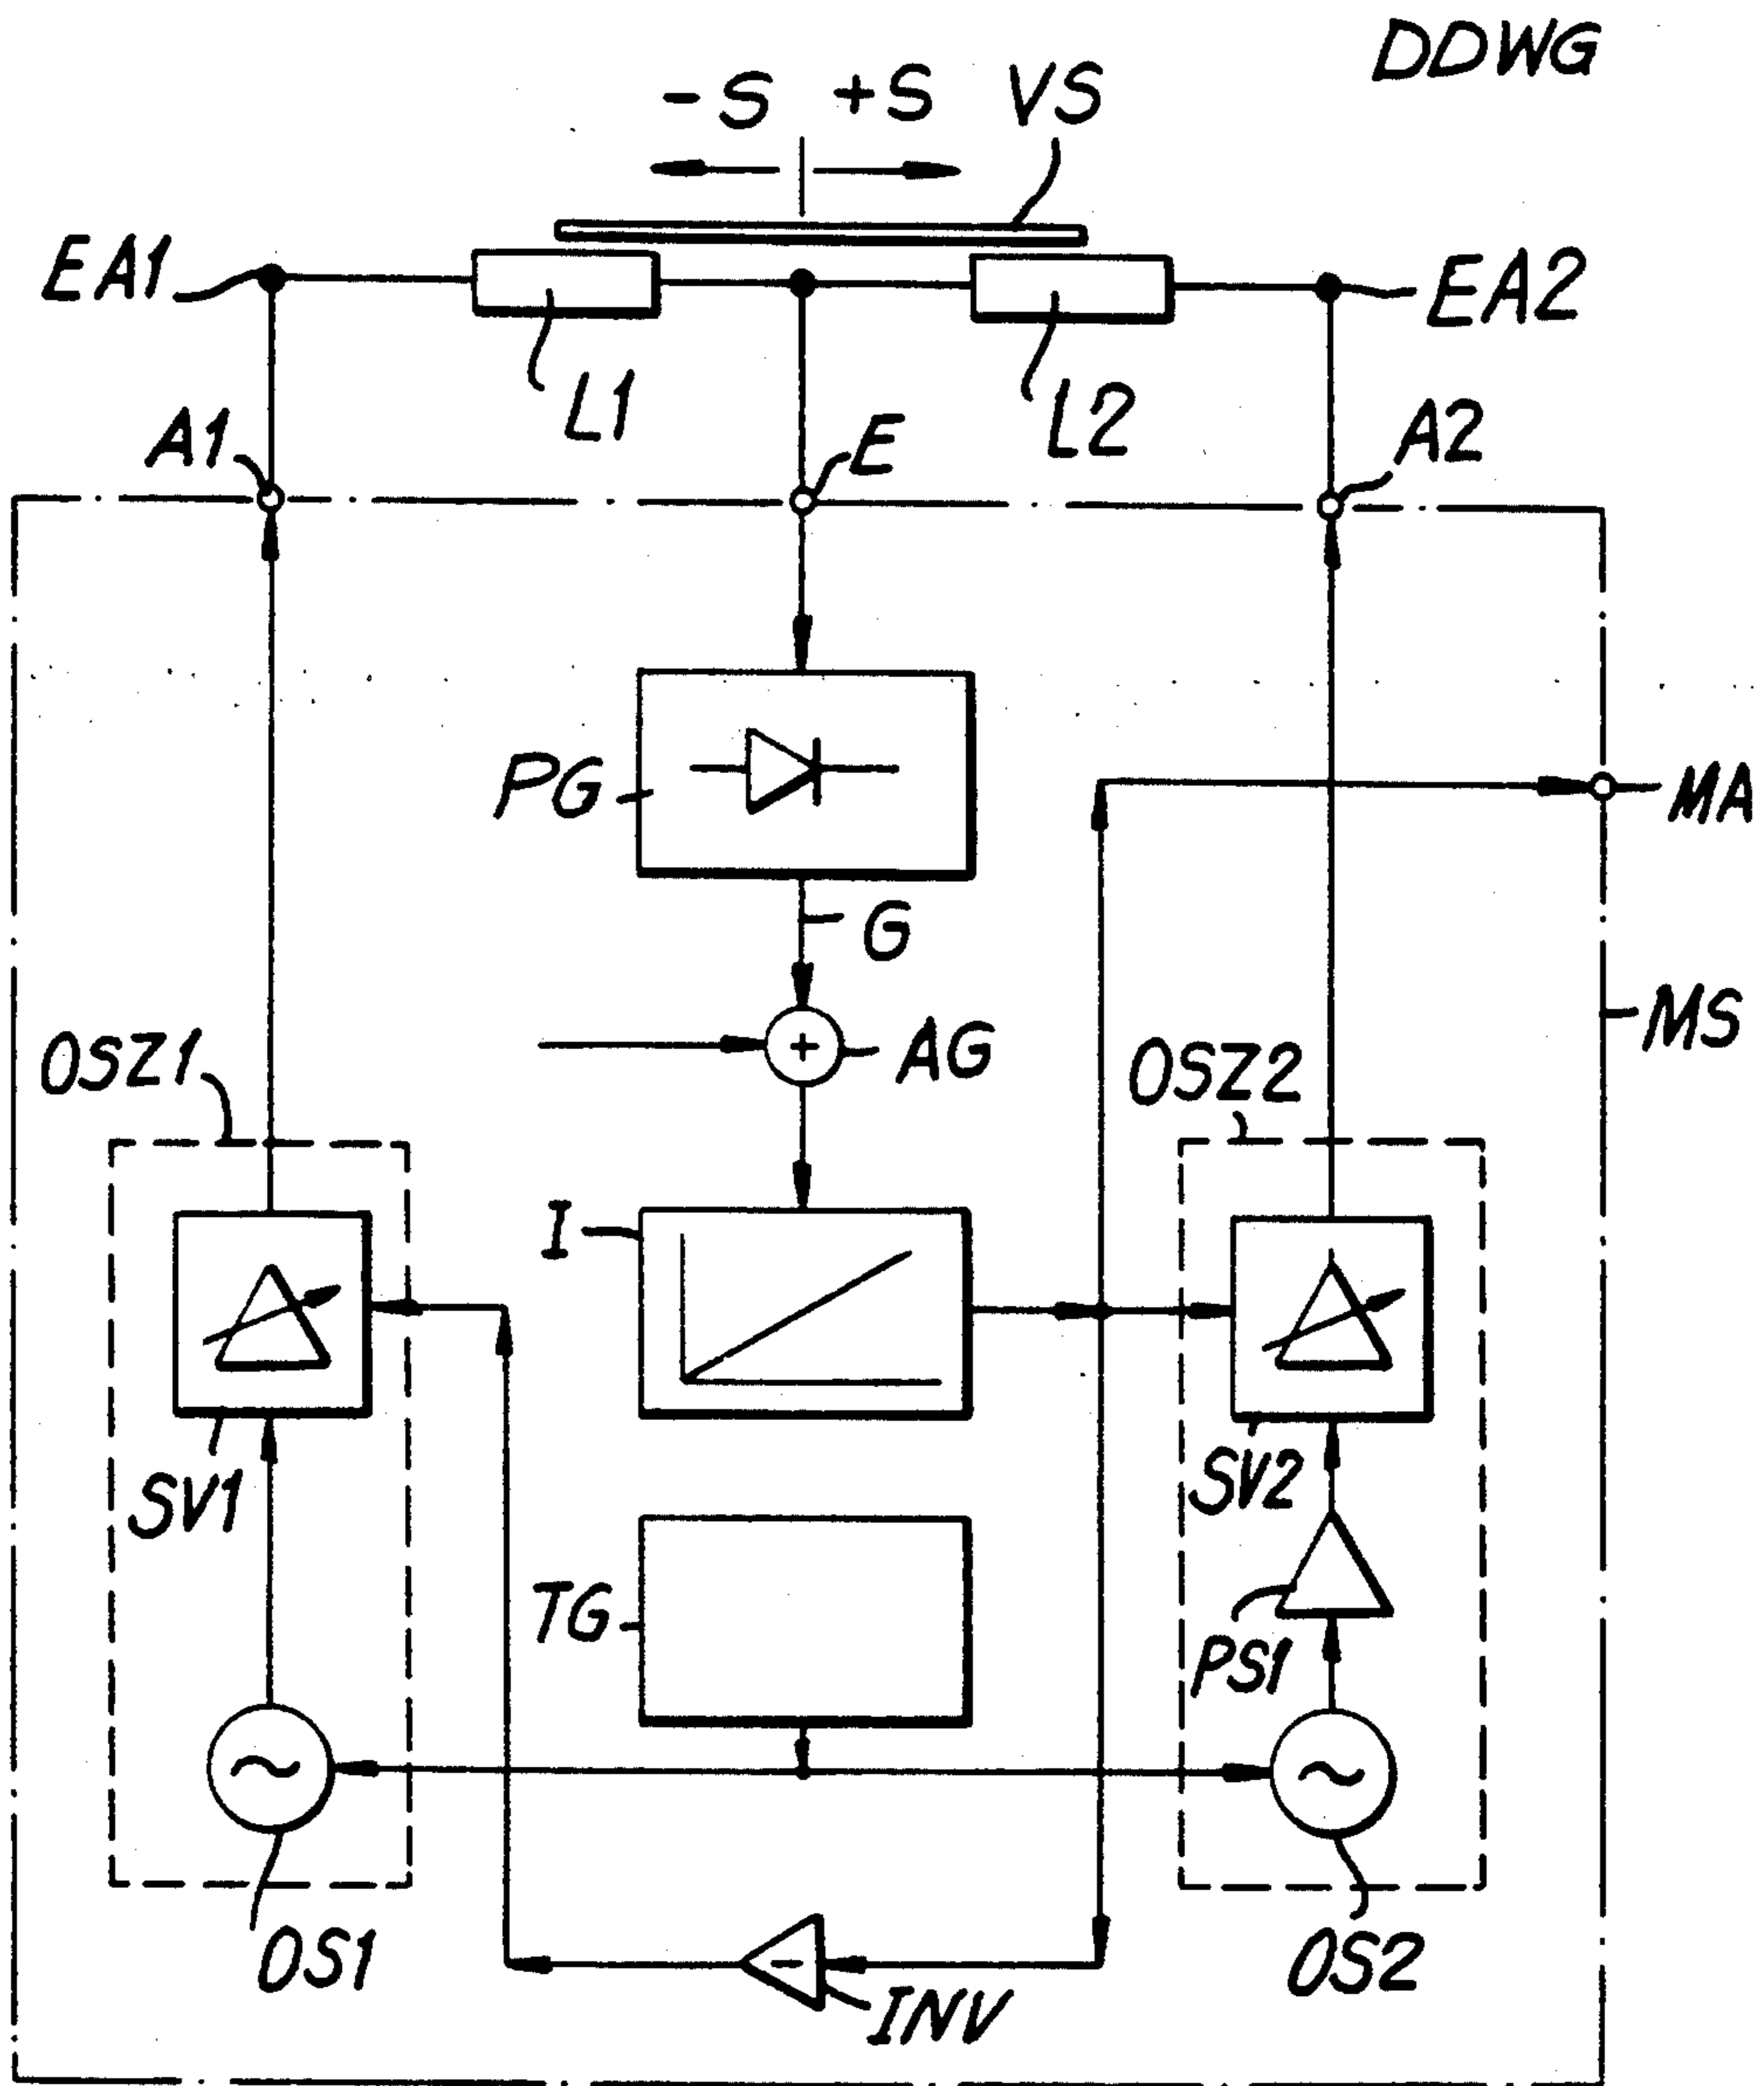 DDWG
-S +S VS
EA1
EA2
L1
L2
A1
E
A2
PG
MA
G
MS
OSZ1
AG
OSZ2
+
I
SV1
SV2
TG
PS1
~
~
OS1
-
OS2
INV